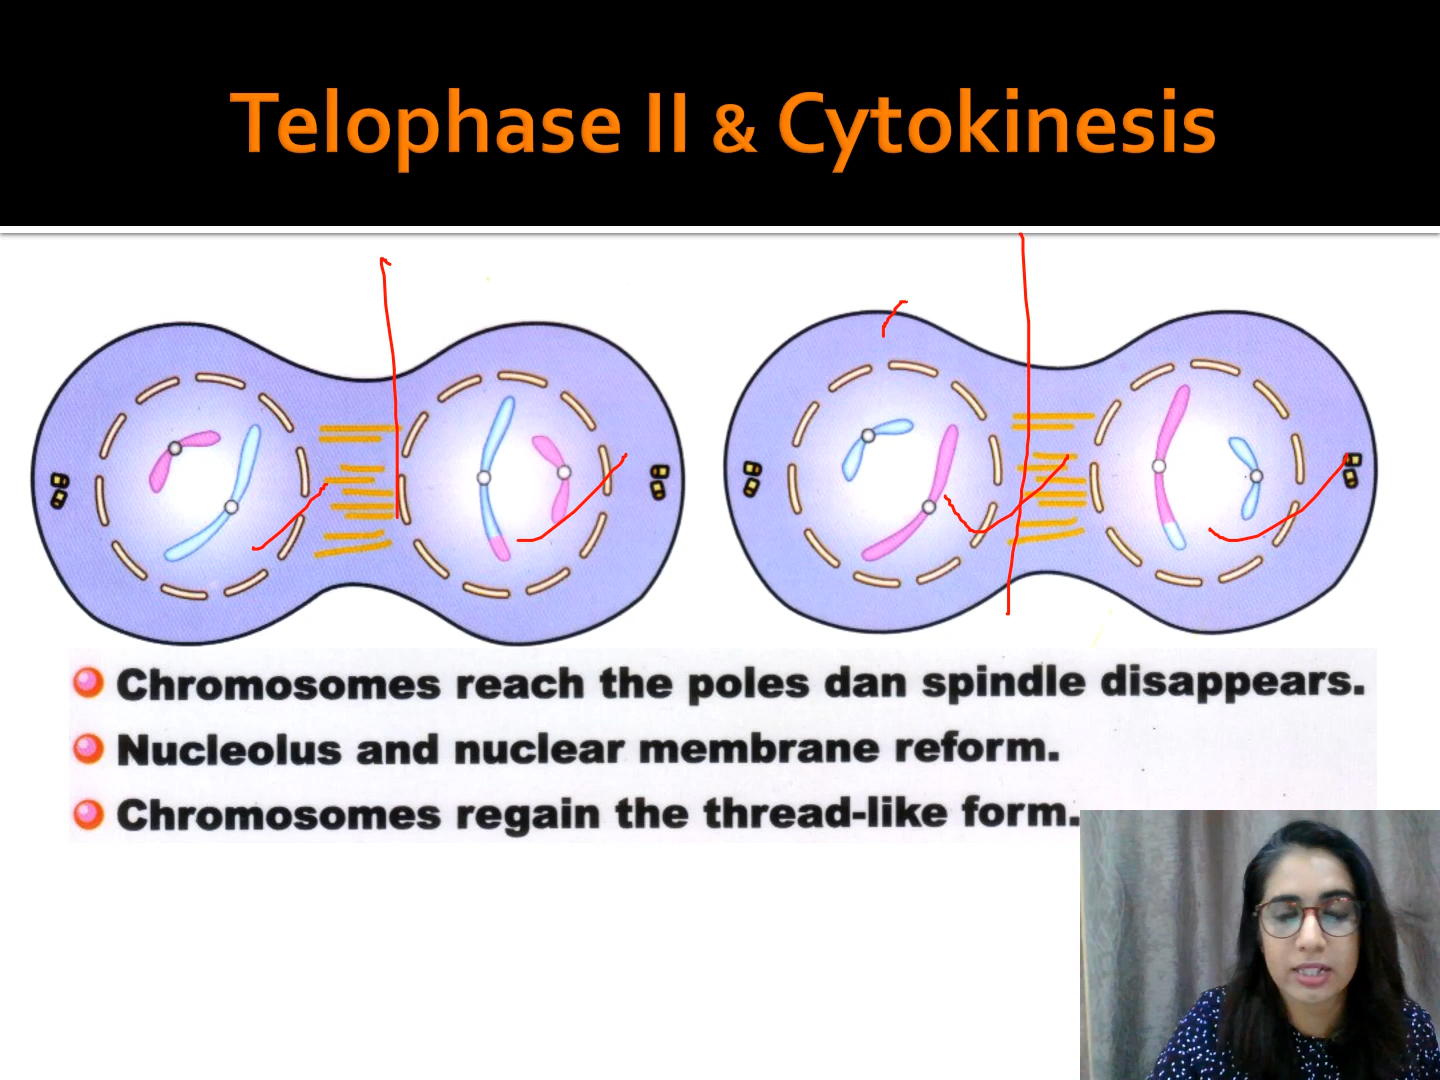 Telophase II & Cytokinesis
Chromosomes reach the poles dan spindle disappears.
Nucleolus and nuclear membrane reform.
Chromosomes regain the thread-like form.